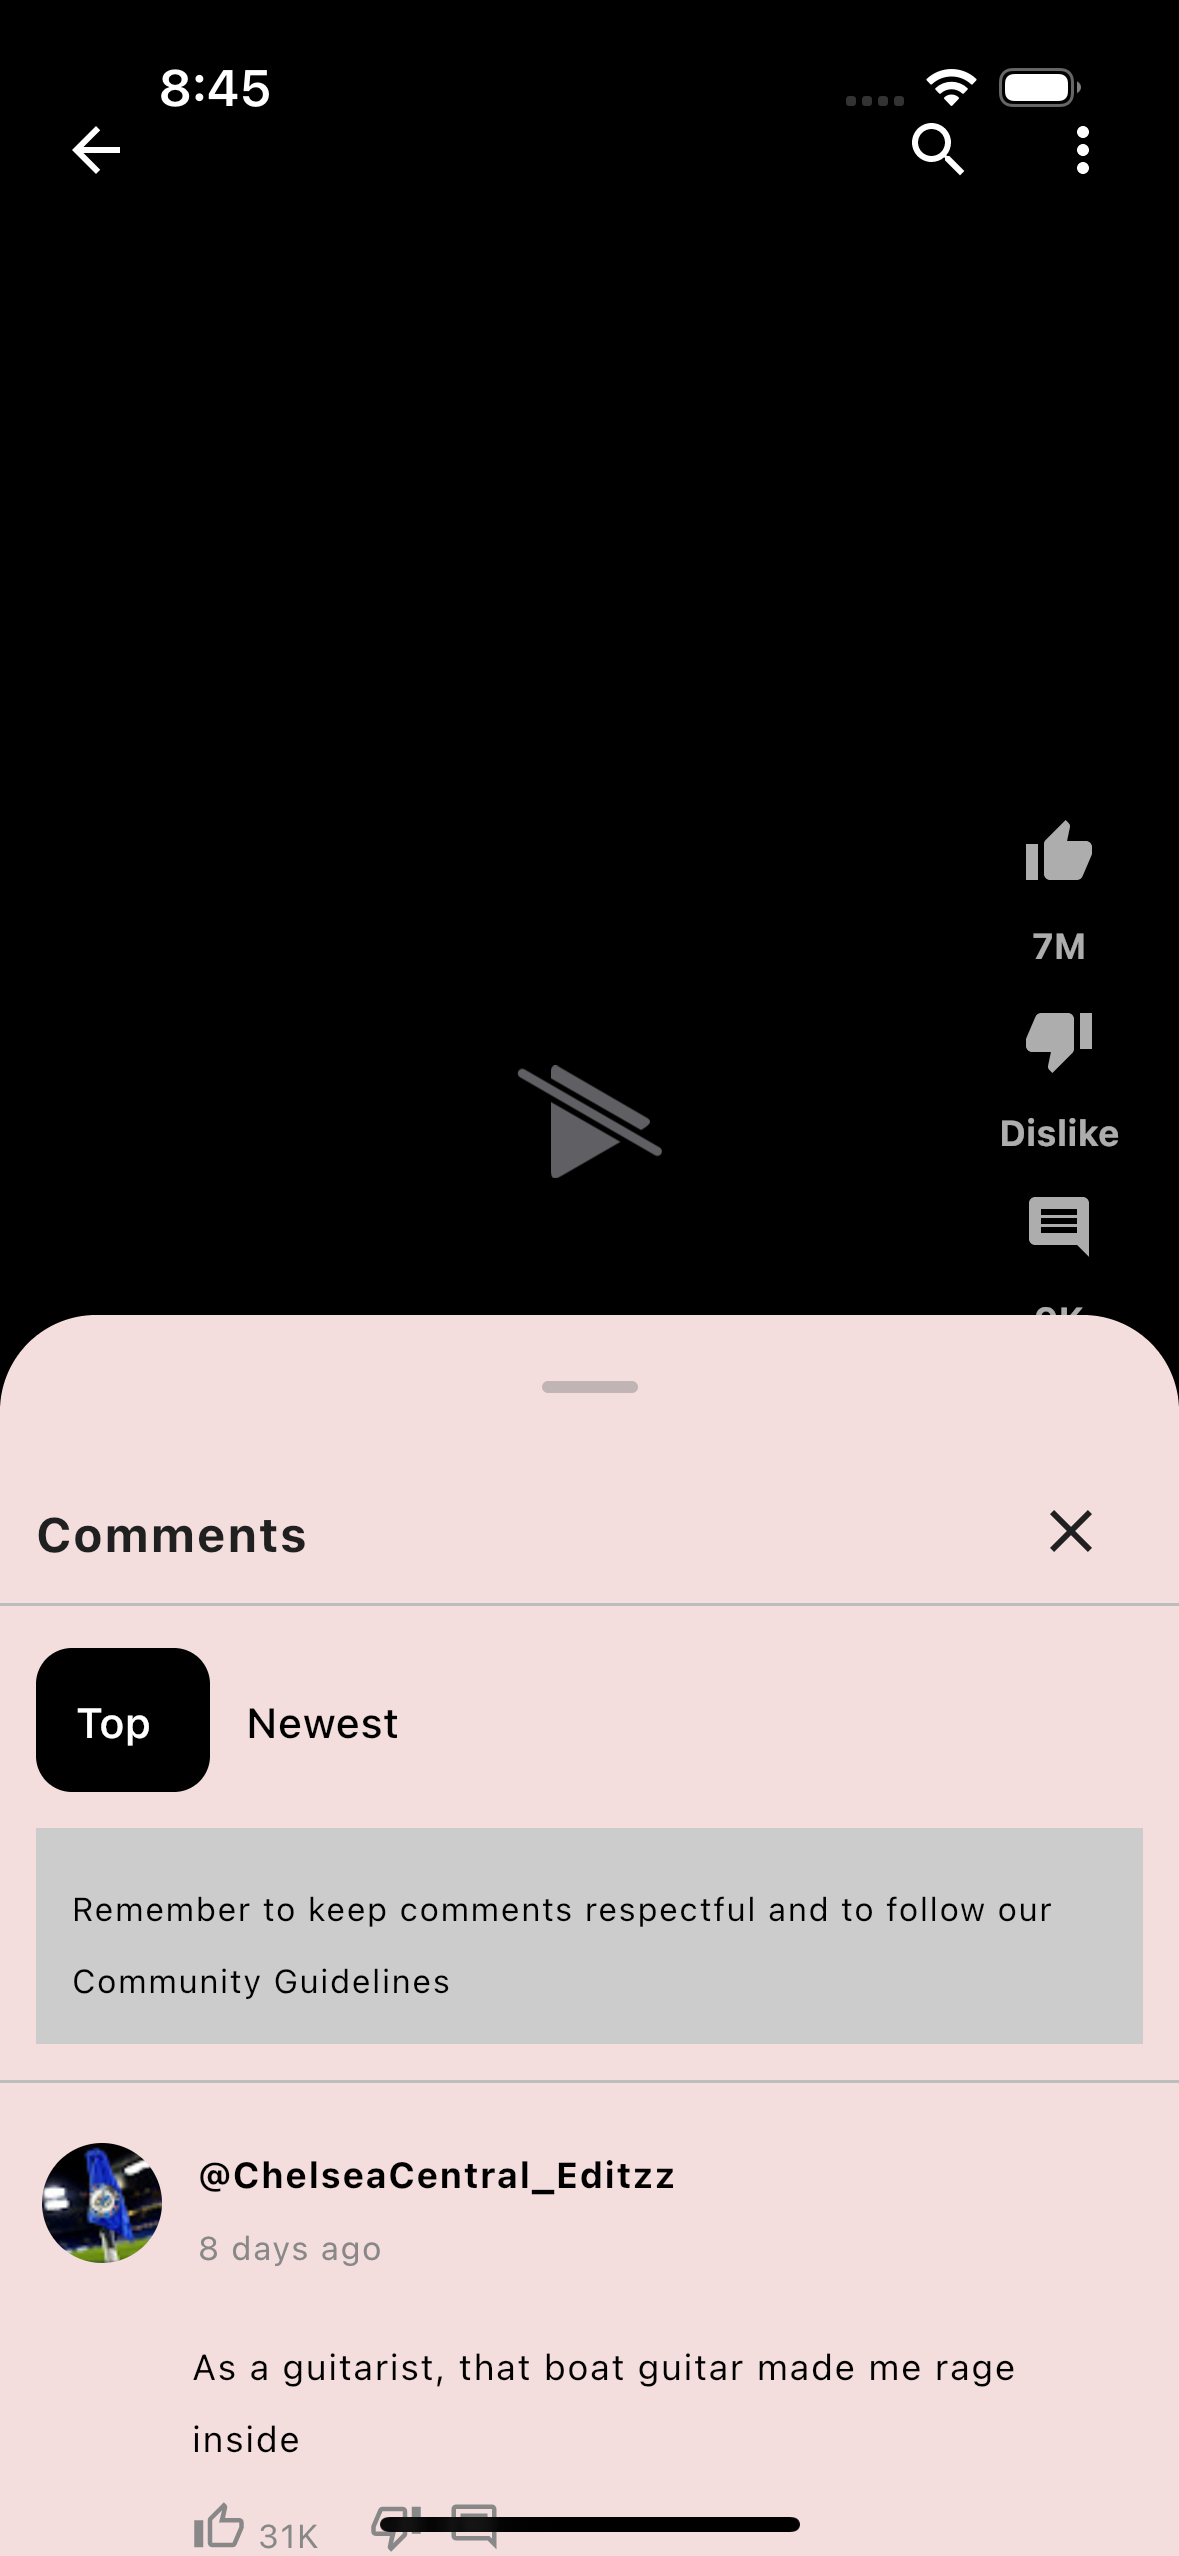 8:45
7M
Dislike
Comments
Top
Newest
Remember to keep comments respectful and to follow our
Community Guidelines
@ChelseaCentral_Editzz
8 days ago
As a guitarist, that boat guitar made me rage
inside
31K